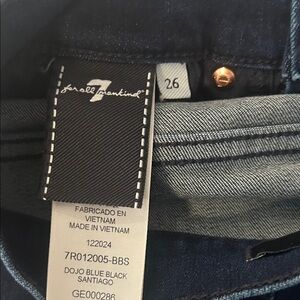 7
for all mankind®
26
FABRICADO EN
VIETNAM
MADE IN VIETNAM
122024
7R012005-BBS
DOJO BLUE BLACK
SANTIAGO
GE000286